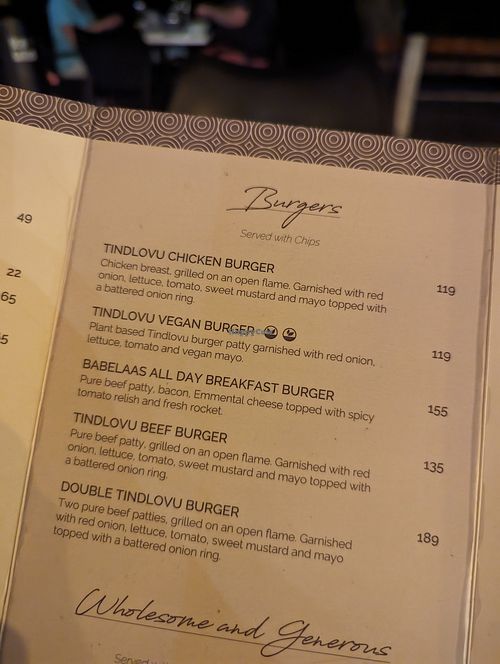 Burgers
Served with Chips
TINDLOVU CHICKEN BURGER
Chicken breast, grilled on an open flame. Garnished with red
onion, lettuce, tomato, sweet mustard and mayo topped with
a battered onion ring.
119
TINDLOVU VEGAN BURGER
Plant based Tindlovu burger patty garnished with red onion,
lettuce, tomato and vegan mayo.
119
BABELAAS ALL DAY BREAKFAST BURGER
Pure beef patty, bacon, Emmental cheese topped with spicy
tomato relish and fresh rocket.
155
TINDLOVU BEEF BURGER
Pure beef patty, grilled on an open flame. Garnished with red
onion, lettuce, tomato, sweet mustard and mayo topped with
a battered onion ring.
135
DOUBLE TINDLOVU BURGER
Two pure beef patties, grilled on an open flame. Garnished
with red onion, lettuce, tomato, sweet mustard and mayo
topped with a battered onion ring.
189
Wholesome and Generous
Served
49
22
65
5